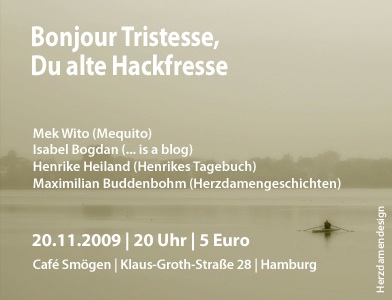 Bonjour Tristesse,
Du alte Hackfresse
Mek Wito (Mequito)
Isabel Bogdan (... is a blog)
Henrike Heiland (Henrikes Tagebuch)
Maximilian Buddenbohm (Herzdamengeschichten)
20.11.2009 | 20 Uhr | 5 Euro
Café Smögen | Klaus-Groth-Straße 28 | Hamburg
Herzdamendesign